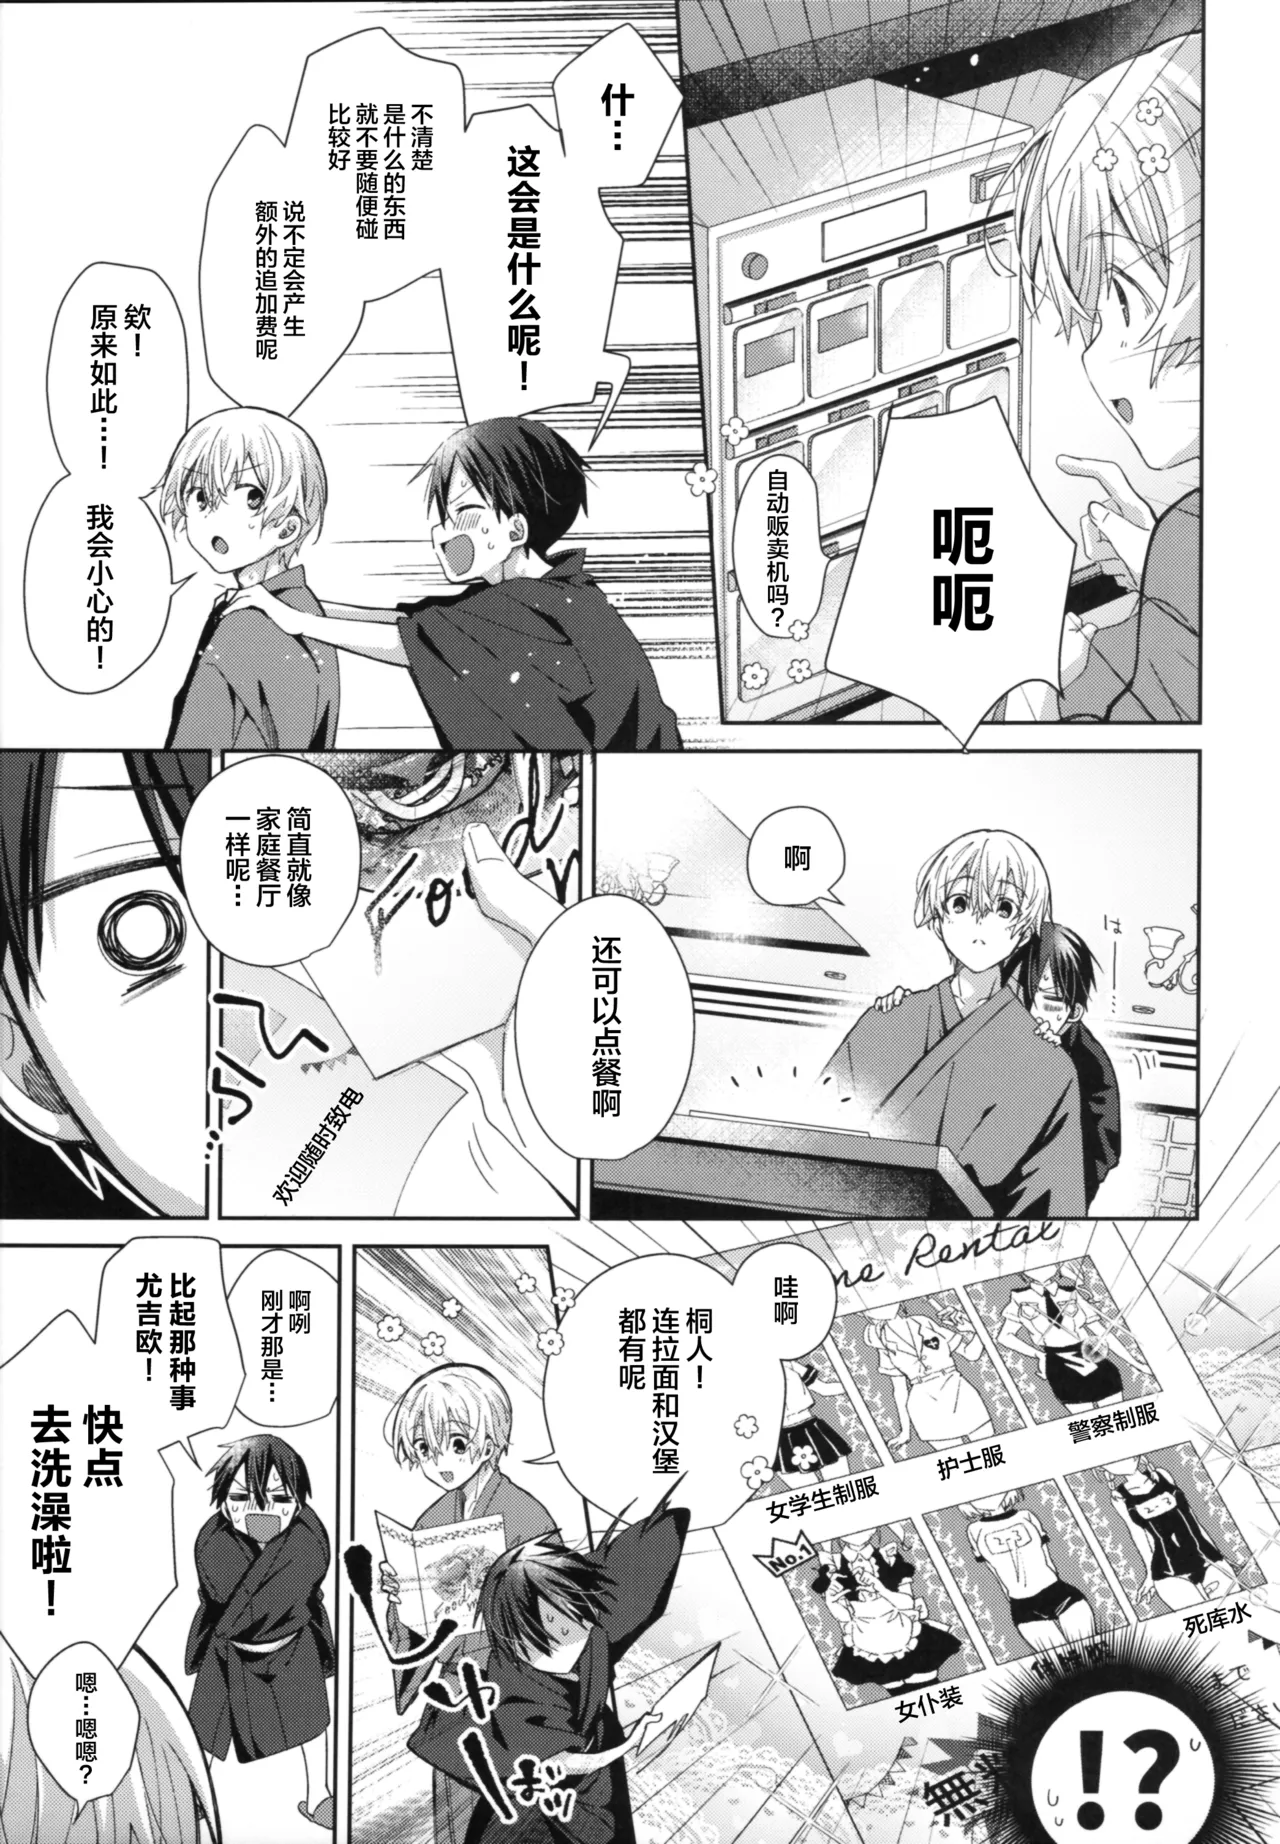 呃
呃
自动贩卖机吗？
什…
这会是什么呢！
不清楚
是什么的东西
就不要随便碰
比较好
说不定会产生
额外的追加费呢
欸！
原来如此…！
我会小心的！
啊
はー
还可以点餐啊
简直就像
家庭餐厅
一样呢…
Food
欢迎随时致电
ぺら…
哇啊
桐人！
连拉面和汉堡
都有呢
Rental
警察制服
护士服
女学生制服
No.1
女仆装
死库水
無料
!?
啊咧
刚才那是…
比起那种事
尤吉欧！
快点
去洗澡啦！
嗯…嗯嗯？